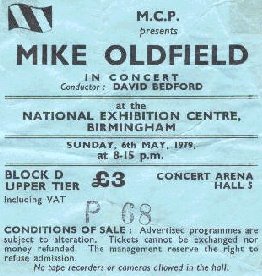 M.C.P.
presents
MIKE OLDFIELD
IN CONCERT
Conductor: DAVID BEDFORD
at the
NATIONAL EXHIBITION CENTRE,
BIRMINGHAM
SUNDAY, 6th MAY, 1979,
at 8-15 p.m.
BLOCK D
UPPER TIER
including VAT
£3
CONCERT ARENA
HALL 5
P 68
CONDITIONS OF SALE: Advertised programmes are
subject to alteration. Tickets cannot be exchanged nor
money refunded. The management reserve the right to
refuse admission.
No tape recorders or cameras allowed in the hall.